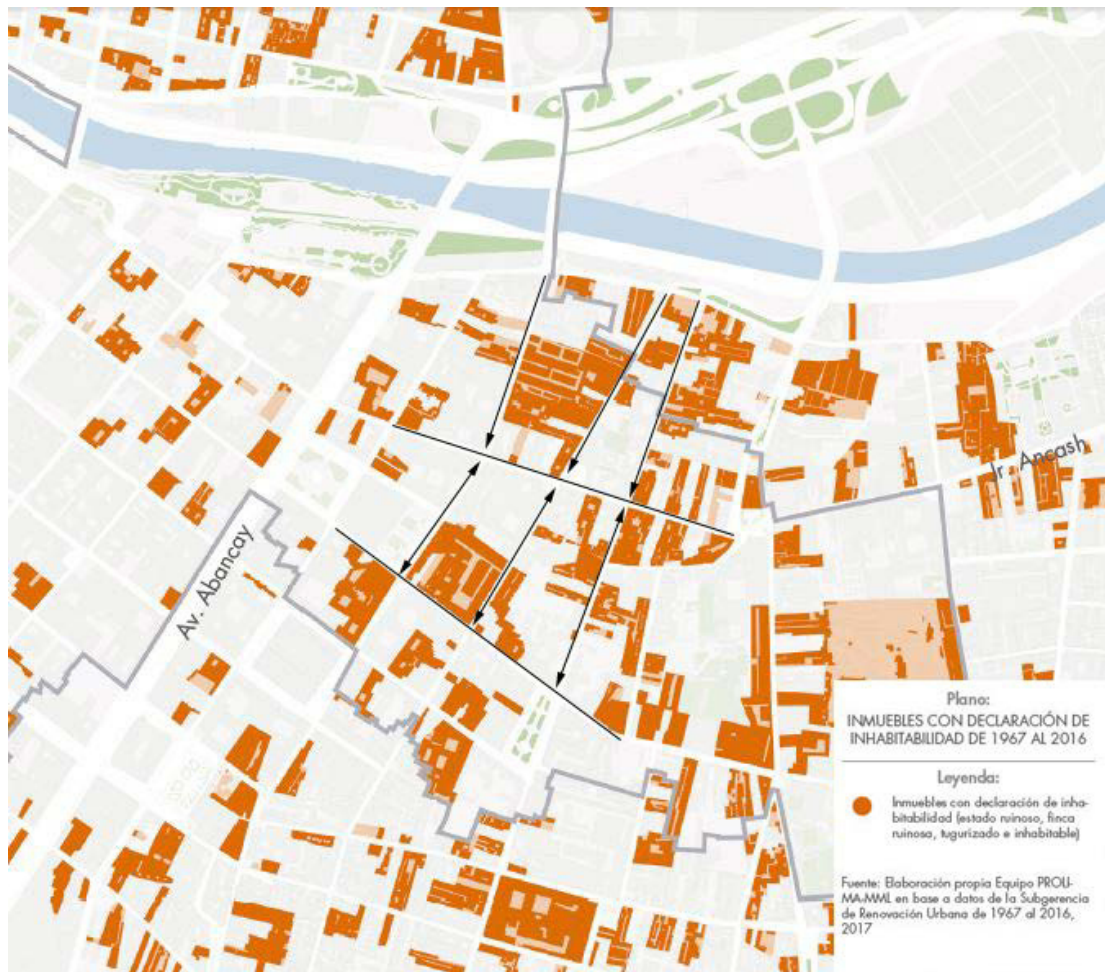 Jr. Ancash
Av. Abancay
Plano:
INMUEBLES CON DECLARACIÓN DE
INHABITABILIDAD DE 1967 AL 2016
Leyenda:
Inmuebles con declaración de inha-
bitabilidad (estado ruinoso, finca
ruinosa, tugurizado e inhabitable)
Fuente: Elaboración propia Equipo PROLI-
MA-MML en base a datos de la Subgerencia
de Renovación Urbana de 1967 al 2016,
2017